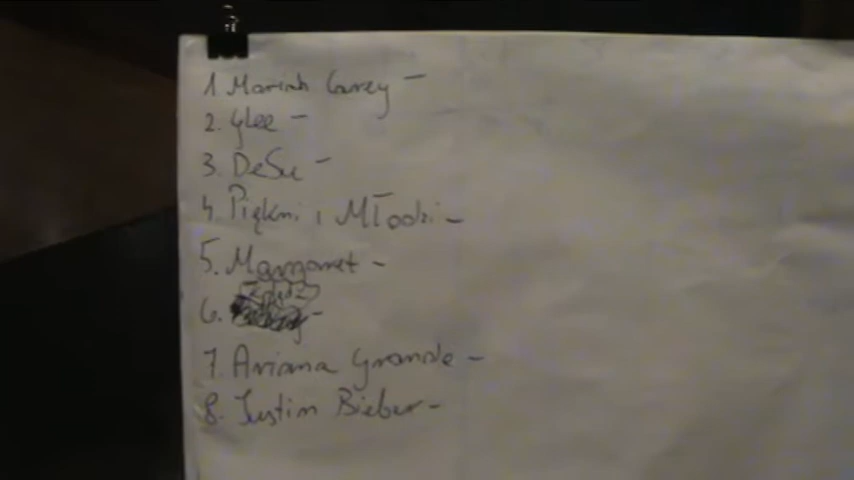 1 Mariah Carey -
2. Glee -
3. DeSu -
4. Piękni i Młodzi -
5. Margaret -
6. -
7. Ariana Grande -
8. Justin Bieber -